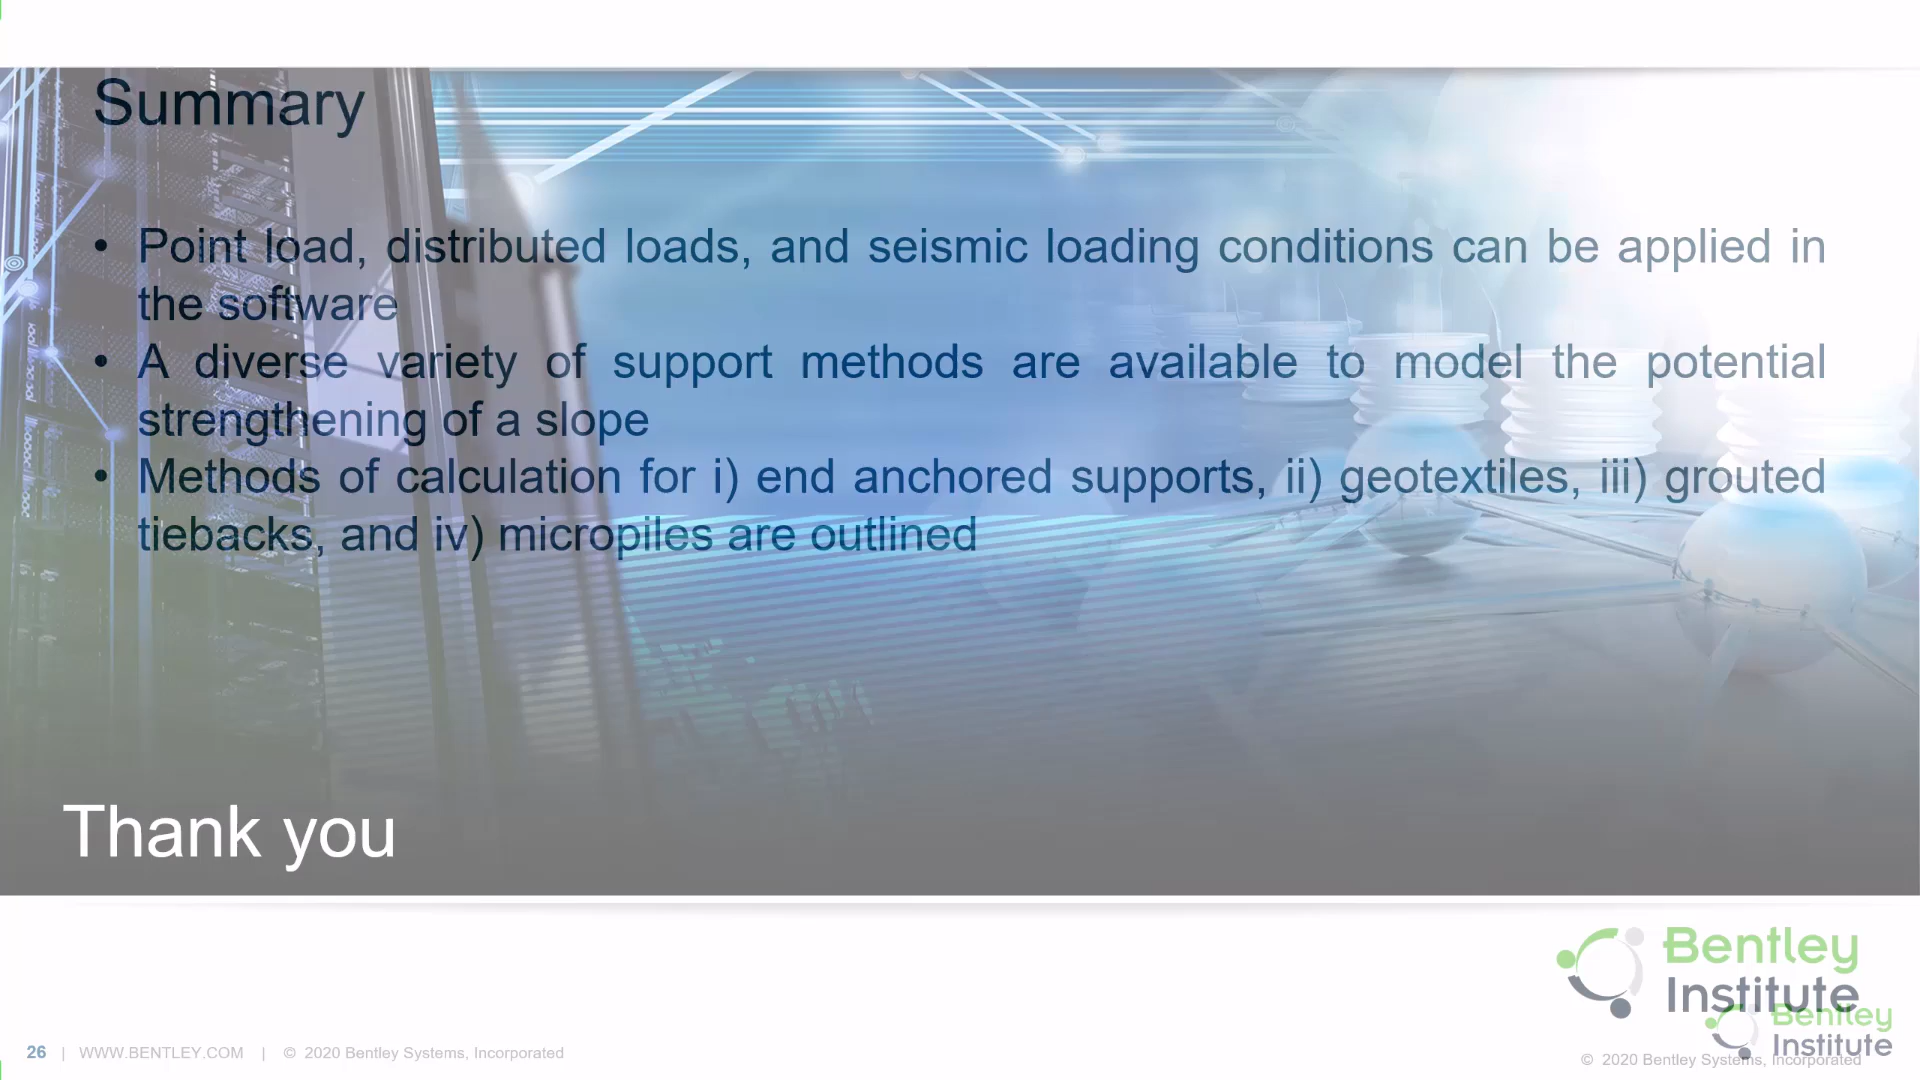 Summary
• Point load, distributed loads, and seismic loading conditions can be applied in
the software
• A diverse variety of support methods are available to model the potential
strengthening of a slope
• Methods of calculation for i) end anchored supports, ii) geotextiles, iii) grouted
tiebacks, and iv) micropiles are outlined
Thank you
Bentley
Institute
Bentley
Institute
26 | WWW.BENTLEY.COM | © 2020 Bentley Systems, Incorporated
© 2020 Bentley Systems, Incorporated